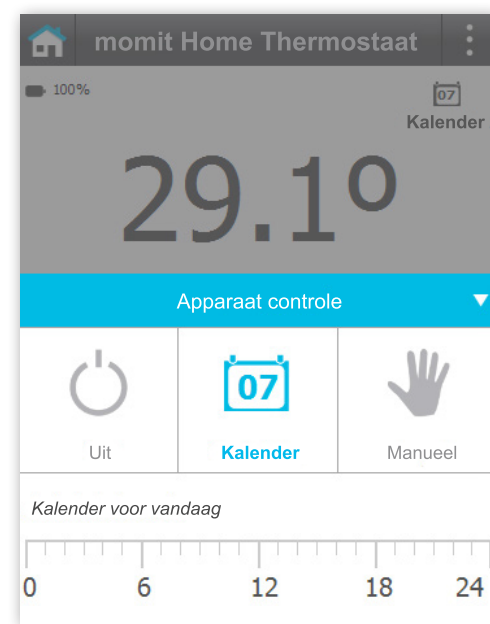 momit Home Thermostaat
100%
07
Kalender
29.1º
Apparaat controle
07
Uit Kalender Manueel
Kalender voor vandaag
0 6 12 18 24